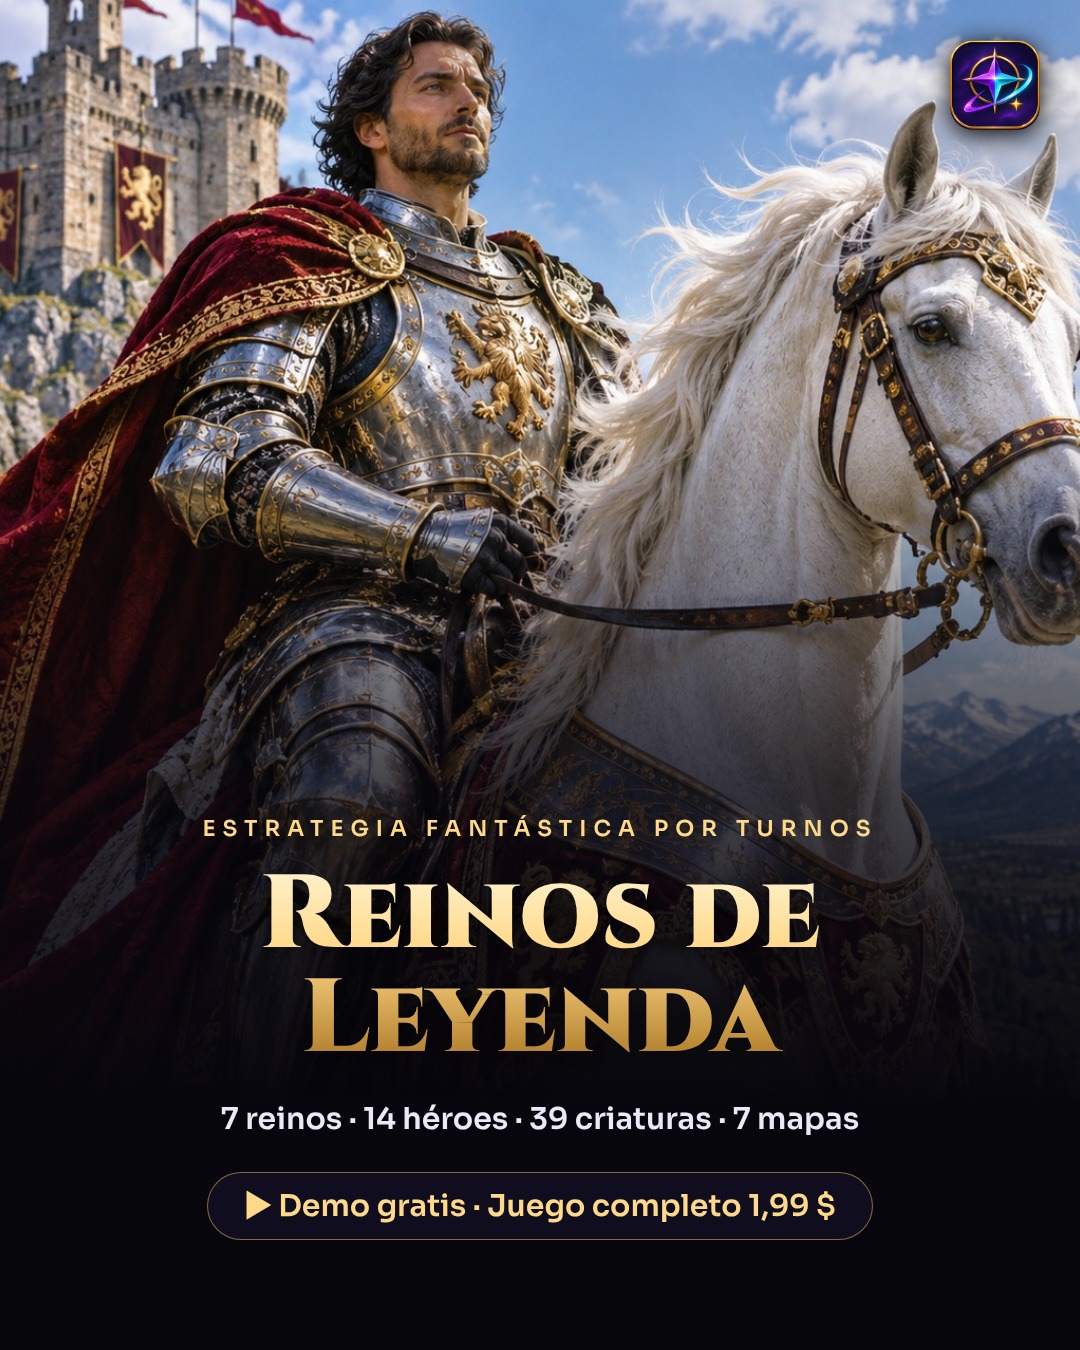 ESTRATEGIA FANTÁSTICA POR TURNOS
REINOS DE
LEYENDA
7 reinos · 14 héroes · 39 criaturas · 7 mapas
▶ Demo gratis · Juego completo 1,99 $